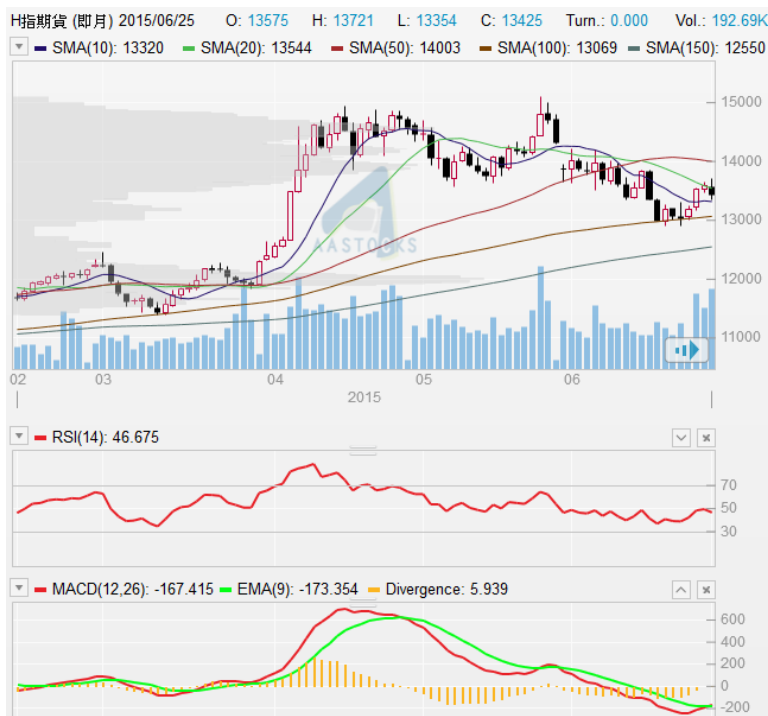 H指期貨 (即月) 2015/06/25 O: 13575 H: 13721 L: 13354 C: 13425 Turn.: 0.000 Vol.: 192.69K
SMA(10): 13320 SMA(20): 13544 SMA(50): 14003 SMA(100): 13069 SMA(150): 12550
15000
14000
13000
12000
11000
AASTOCKS
02 03 04 05 06
2015
RSI(14): 46.675
70
50
30
MACD(12,26): -167.415 EMA(9): -173.354 Divergence: 5.939
600
400
200
0
-200